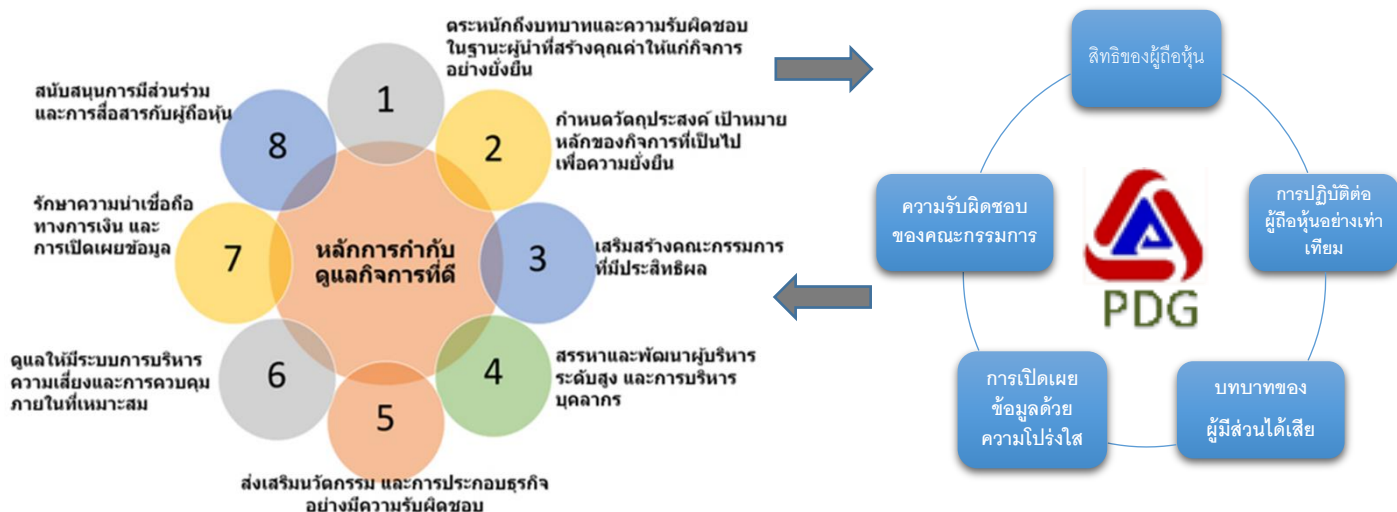 1
ตระหนักถึงบทบาทและความรับผิดชอบ
ในฐานะผู้นำที่สร้างคุณค่าให้แก่กิจการ
อย่างยั่งยืน
2
กำหนดวัตถุประสงค์ เป้าหมาย
หลักของกิจการที่เป็นไป
เพื่อความยั่งยืน
3
เสริมสร้างคณะกรรมการ
ที่มีประสิทธิผล
4
สรรหาและพัฒนาผู้บริหาร
ระดับสูง และการบริหาร
บุคลากร
5
ส่งเสริมนวัตกรรม และการประกอบธุรกิจ
อย่างมีความรับผิดชอบ
6
ดูแลให้มีระบบการบริหาร
ความเสี่ยงและการควบคุม
ภายในที่เหมาะสม
7
รักษาความน่าเชื่อถือ
ทางการเงิน และ
การเปิดเผยข้อมูล
8
สนับสนุนการมีส่วนร่วม
และการสื่อสารกับผู้ถือหุ้น
หลักการกำกับ
ดูแลกิจการที่ดี
สิทธิของผู้ถือหุ้น
การปฏิบัติต่อ
ผู้ถือหุ้นอย่างเท่า
เทียม
บทบาทของ
ผู้มีส่วนได้เสีย
การเปิดเผย
ข้อมูลด้วย
ความโปร่งใส
ความรับผิดชอบ
ของคณะกรรมการ
PDG